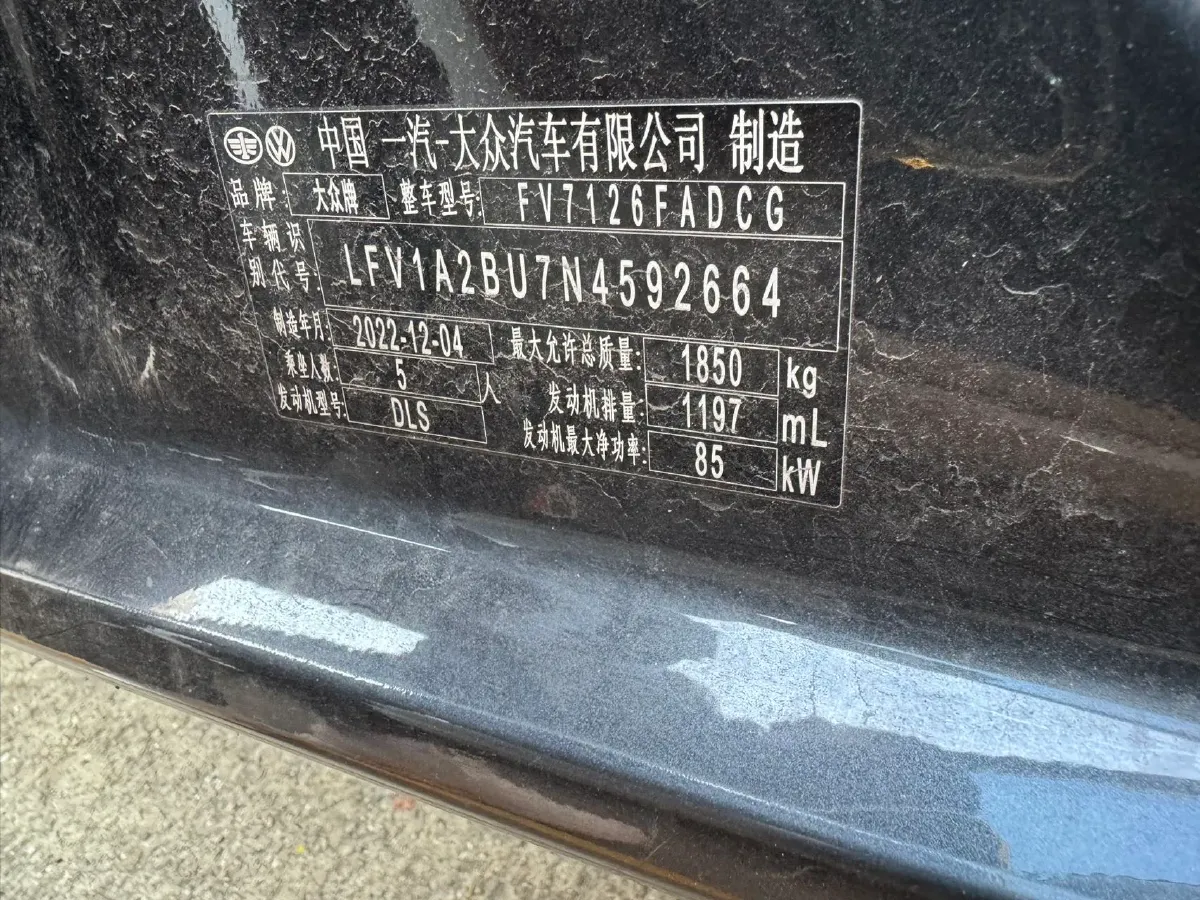 中国 一汽-大众汽车有限公司 制造
品牌: 大众牌 整车型号: FV7126FADCG
车辆识别代号: LFV1A2BU7N4592664
制造年月: 2022-12-04 最大允许总质量: 1850 kg
乘坐人数: 5 人 发动机排量: 1197 mL
发动机型号: DLS 发动机最大净功率: 85 kW